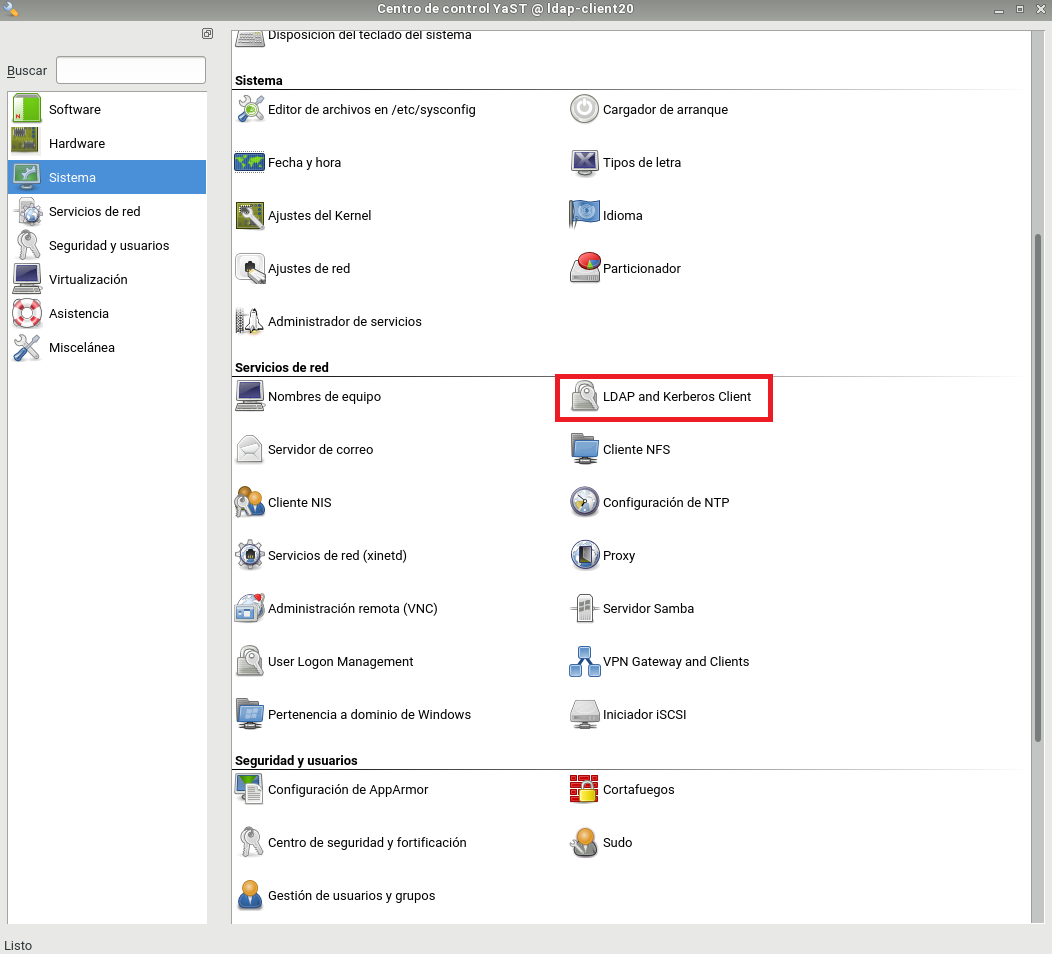 Centro de control YaST @ ldap-client20
Buscar
Software
Hardware
Sistema
Servicios de red
Seguridad y usuarios
Virtualización
Asistencia
Miscelánea
Disposición del teclado del sistema
Sistema
Editor de archivos en /etc/sysconfig
Cargador de arranque
Fecha y hora
Tipos de letra
Ajustes del Kernel
Idioma
Ajustes de red
Particionador
Administrador de servicios
Servicios de red
Nombres de equipo
LDAP and Kerberos Client
Servidor de correo
Cliente NFS
Cliente NIS
Configuración de NTP
Servicios de red (xinetd)
Proxy
Administración remota (VNC)
Servidor Samba
User Logon Management
VPN Gateway and Clients
Pertenencia a dominio de Windows
Iniciador iSCSI
Seguridad y usuarios
Configuración de AppArmor
Cortafuegos
Centro de seguridad y fortificación
Sudo
Gestión de usuarios y grupos
Listo